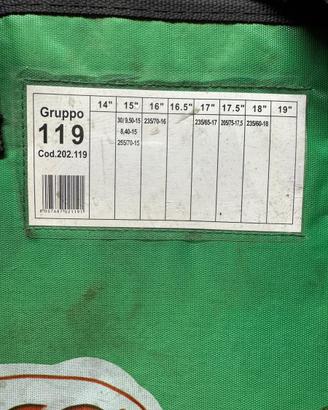 Gruppo
119
Cod.202.119
14" 15" 16" 16.5" 17" 17.5" 18" 19"
30/9,50-15 235/70-16 235/65-17 205/75-17,5 235/60-18
8,40-15
255/70-15